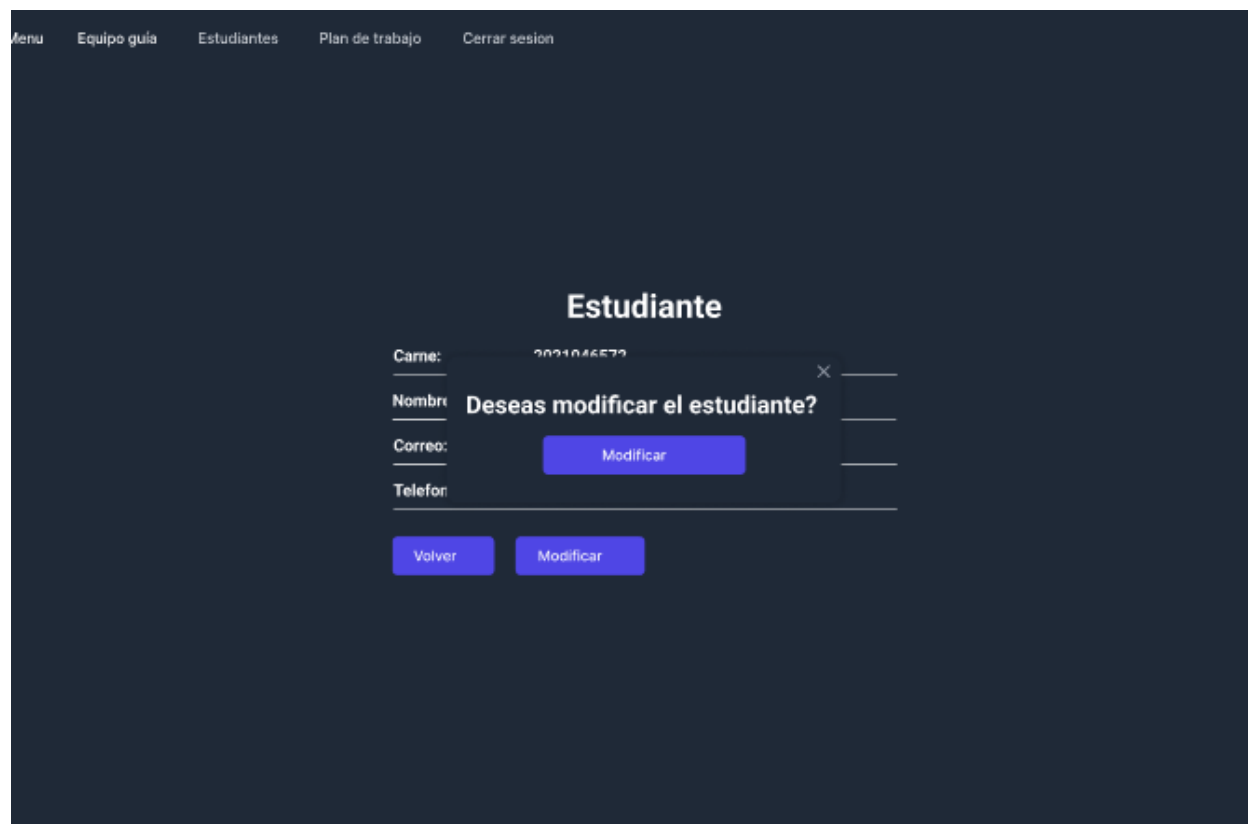 Menu Equipo guía Estudiantes Plan de trabajo Cerrar sesion
Estudiante
Carne: 2021046572
Deseas modificar el estudiante?
Correo:
Modificar
Volver Modificar